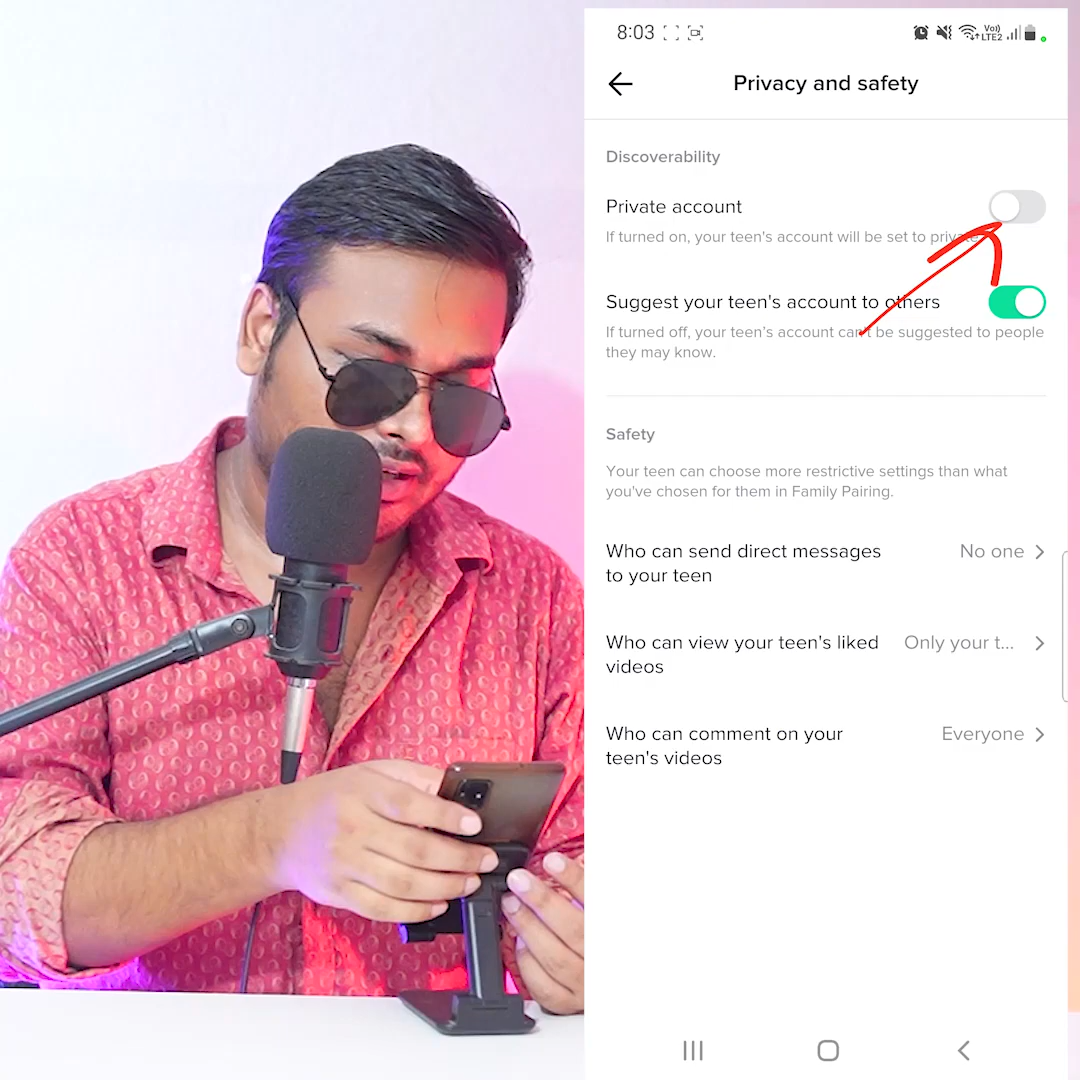 8:03
Vo))
LTE2
Privacy and safety
Discoverability
Private account
If turned on, your teen's account will be set to private
Suggest your teen's account to others
If turned off, your teen's account can't be suggested to people
they may know.
Safety
Your teen can choose more restrictive settings than what
you've chosen for them in Family Pairing.
Who can send direct messages
to your teen
No one
Who can view your teen's liked
videos
Only your t...
Who can comment on your
teen's videos
Everyone